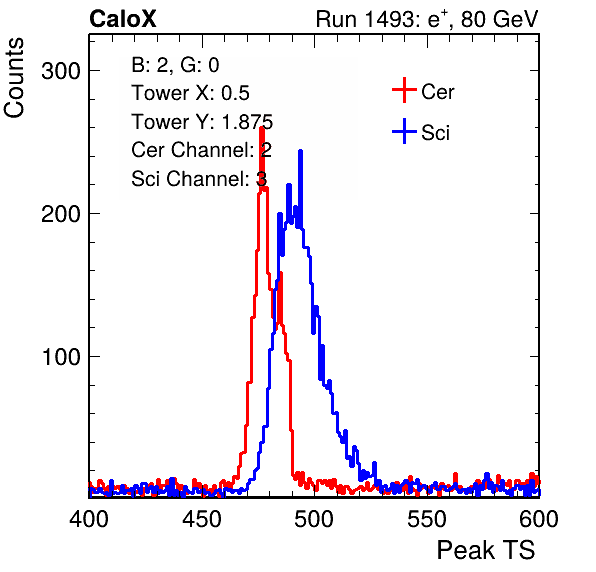 CaloX Run 1493: e+, 80 GeV
Counts
B: 2, G: 0
Tower X: 0.5
Tower Y: 1.875
Cer Channel: 2
Sci Channel: 3
Cer
Sci
300
200
100
400 450 500 550 600
Peak TS